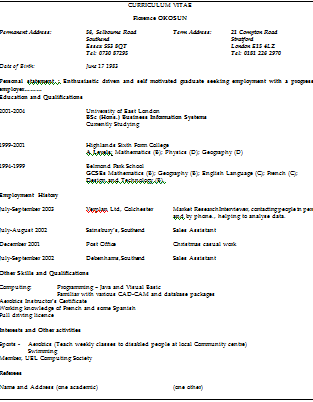 CURRICULUM VITAE
Florence OKOSUN
Permanent Address: 56, Selbourne Road Term Address: 21 Compton Road
Southend Stratford
Essex SS3 5QT London E15 4LZ
Tel: 0730 87295 Tel: 0181 226 2970
Date of Birth: June 17 1983
Personal statement. Enthusiastic driven and self motivated graduate seeking employment with a progress
employer
Education and Qualifications
2001-2004 University of East London
BSc (Hons.) Business Information Systems
Currently Studying
1999-2001 Highlands Sixth Form College
A Levels: Mathematics (B); Physics (D); Geography (D)
1994-1999 Belmond Park School
GCSEs Mathematics (B); Geography (B); English Language (C); French (C);
Design and Technology (B).
Employment History
July-September 2003 Ltd, Colchester Market Research Interviewer, contacting people in per
and, by phone, helping to analyse data.
July-August 2002 Sainsbury's, Southend Sales Assistant
December 2001 Post Office Christmas casual work
July-September 2002 Debenhams, Southend Sales Assistant
Other Skills and Qualifications
Computing: Programming - Java and Visual Basic
Familiar with various CAD-CAM and database packages
Aerobics Instructor's Certificate
Working knowledge of French and some Spanish
Full driving licence
Interests and Other activities
Sports - Aerobics (Teach weekly classes to disabled people at local Community centre)
Swimming
Member, UEL Computing Society
Referees
Name and Address (one academic) (one other)